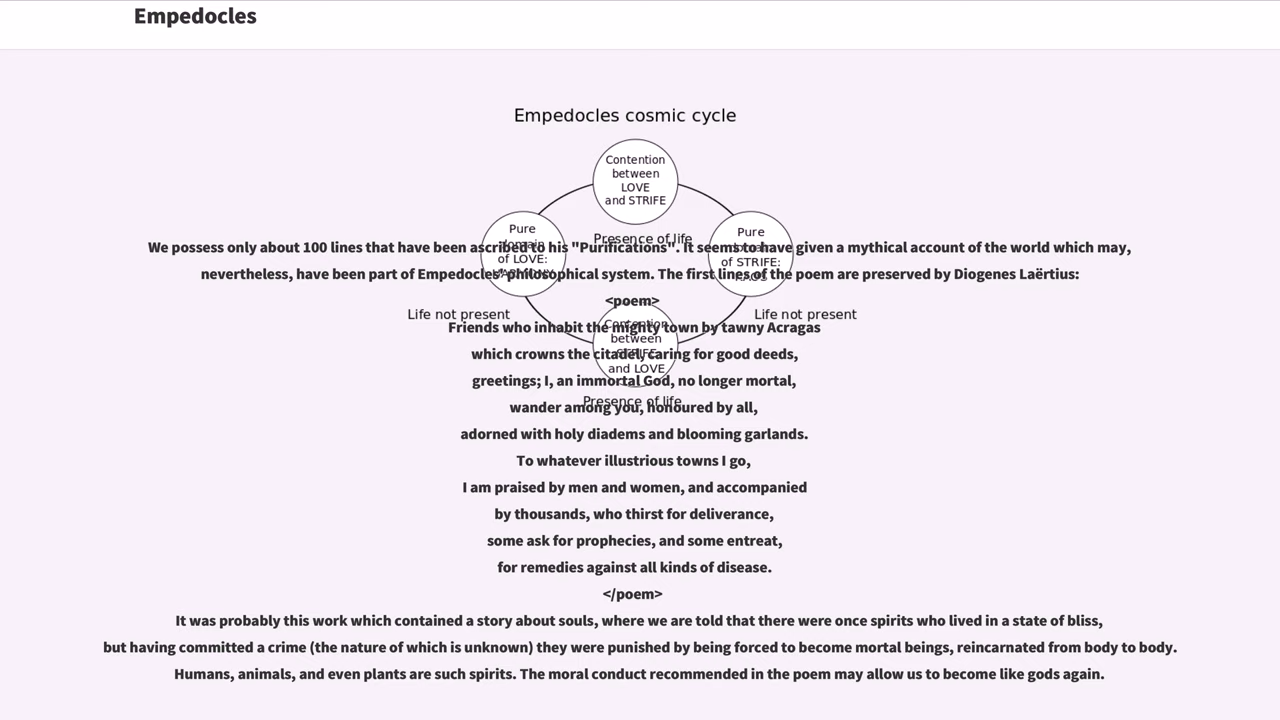 Empedocles
Empedocles cosmic cycle
Contention
between
LOVE
and STRIFE
Pure
domain
of LOVE:
Pure
of STRIFE:
Presence of life
We possess only about 100 lines that have been ascribed to his "Purifications". It seems to have given a mythical account of the world which may,
nevertheless, have been part of Empedocles' philosophical system. The first lines of the poem are preserved by Diogenes Laërtius:
<poem>
Life not present
Life not present
Friends who inhabit the mighty town by tawny Acragas
Contention
between
STRIFE
and LOVE
which crowns the citadel, caring for good deeds,
greetings; I, an immortal God, no longer mortal,
Presence of life
wander among you, honoured by all,
adorned with holy diadems and blooming garlands.
To whatever illustrious towns I go,
I am praised by men and women, and accompanied
by thousands, who thirst for deliverance,
some ask for prophecies, and some entreat,
for remedies against all kinds of disease.
</poem>
It was probably this work which contained a story about souls, where we are told that there were once spirits who lived in a state of bliss,
but having committed a crime (the nature of which is unknown) they were punished by being forced to become mortal beings, reincarnated from body to body.
Humans, animals, and even plants are such spirits. The moral conduct recommended in the poem may allow us to become like gods again.